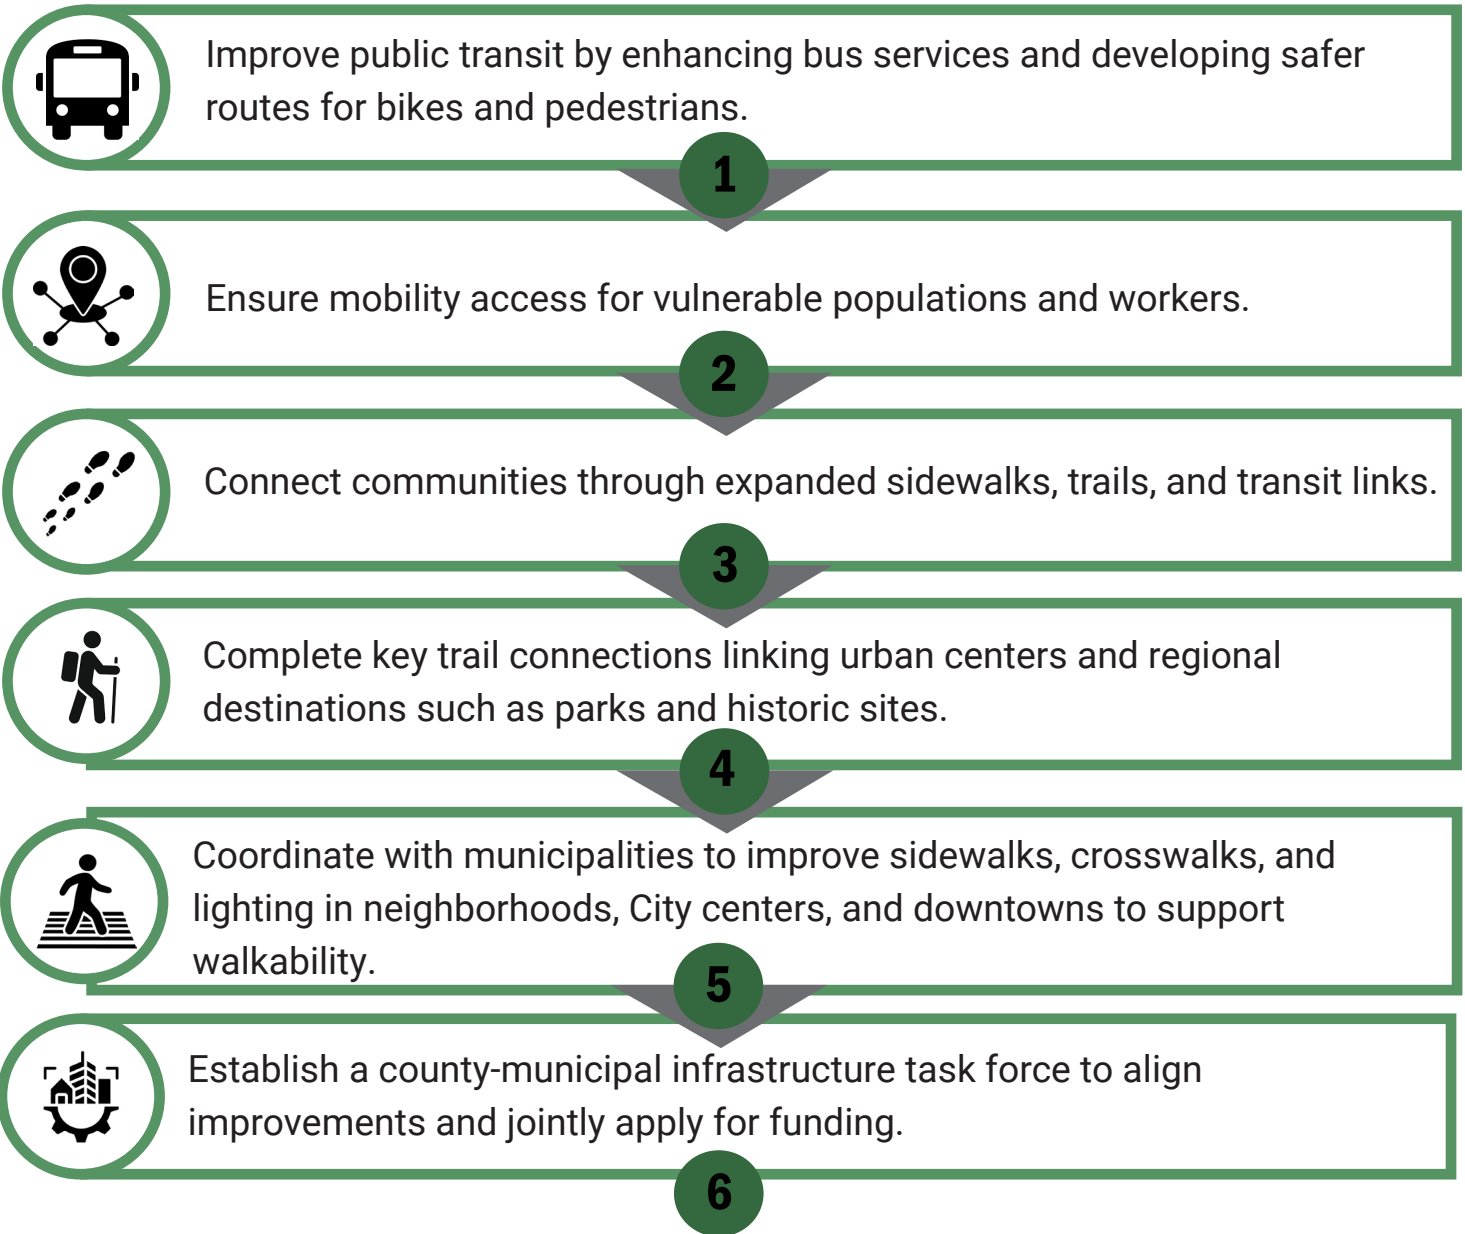 Improve public transit by enhancing bus services and developing safer
routes for bikes and pedestrians.
1
Ensure mobility access for vulnerable populations and workers.
2
Connect communities through expanded sidewalks, trails, and transit links.
3
Complete key trail connections linking urban centers and regional
destinations such as parks and historic sites.
4
Coordinate with municipalities to improve sidewalks, crosswalks, and
lighting in neighborhoods, City centers, and downtowns to support
walkability.
5
Establish a county-municipal infrastructure task force to align
improvements and jointly apply for funding.
6